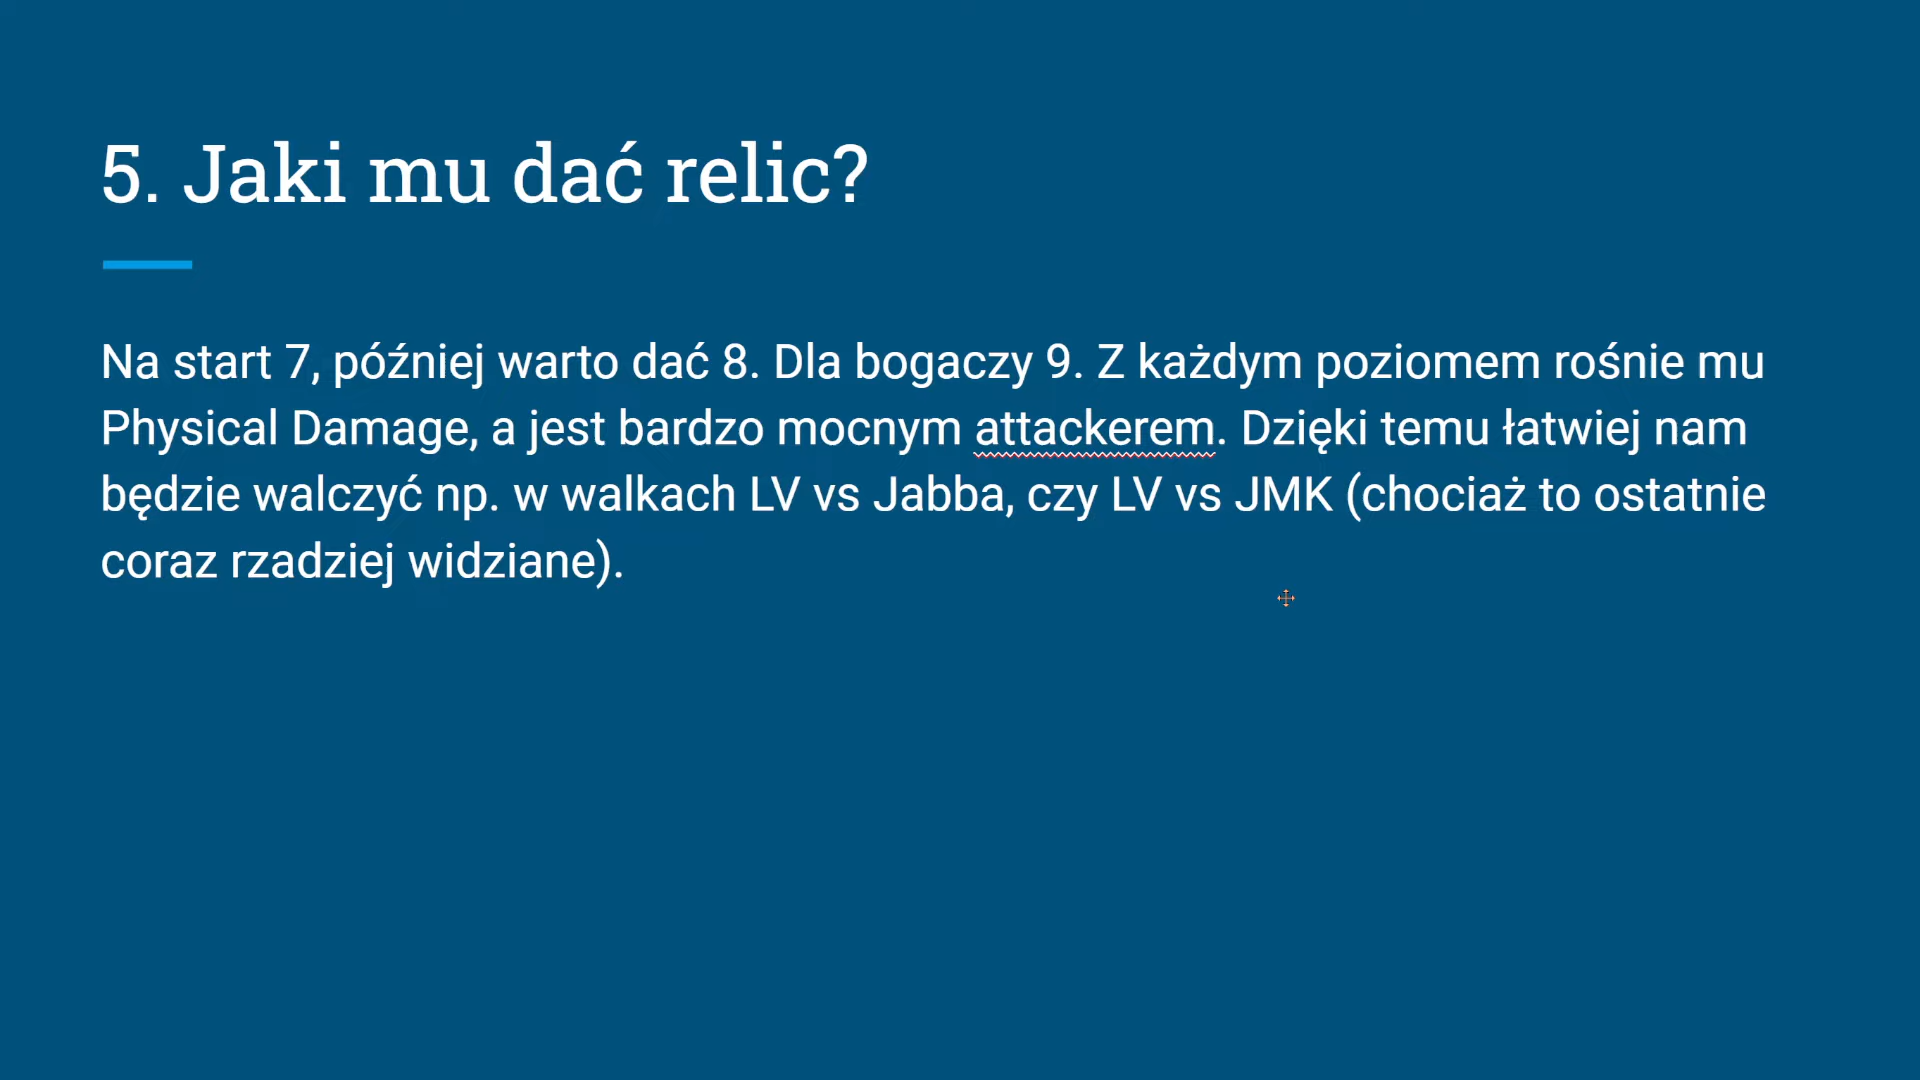 5. Jaki mu dać relic?
Na start 7, później warto dać 8. Dla bogaczy 9. Z każdym poziomem rośnie mu
Physical Damage, a jest bardzo mocnym attackerem. Dzięki temu łatwiej nam
będzie walczyć np. w walkach LV vs Jabba, czy LV vs JMK (chociaż to ostatnie
coraz rzadziej widziane).